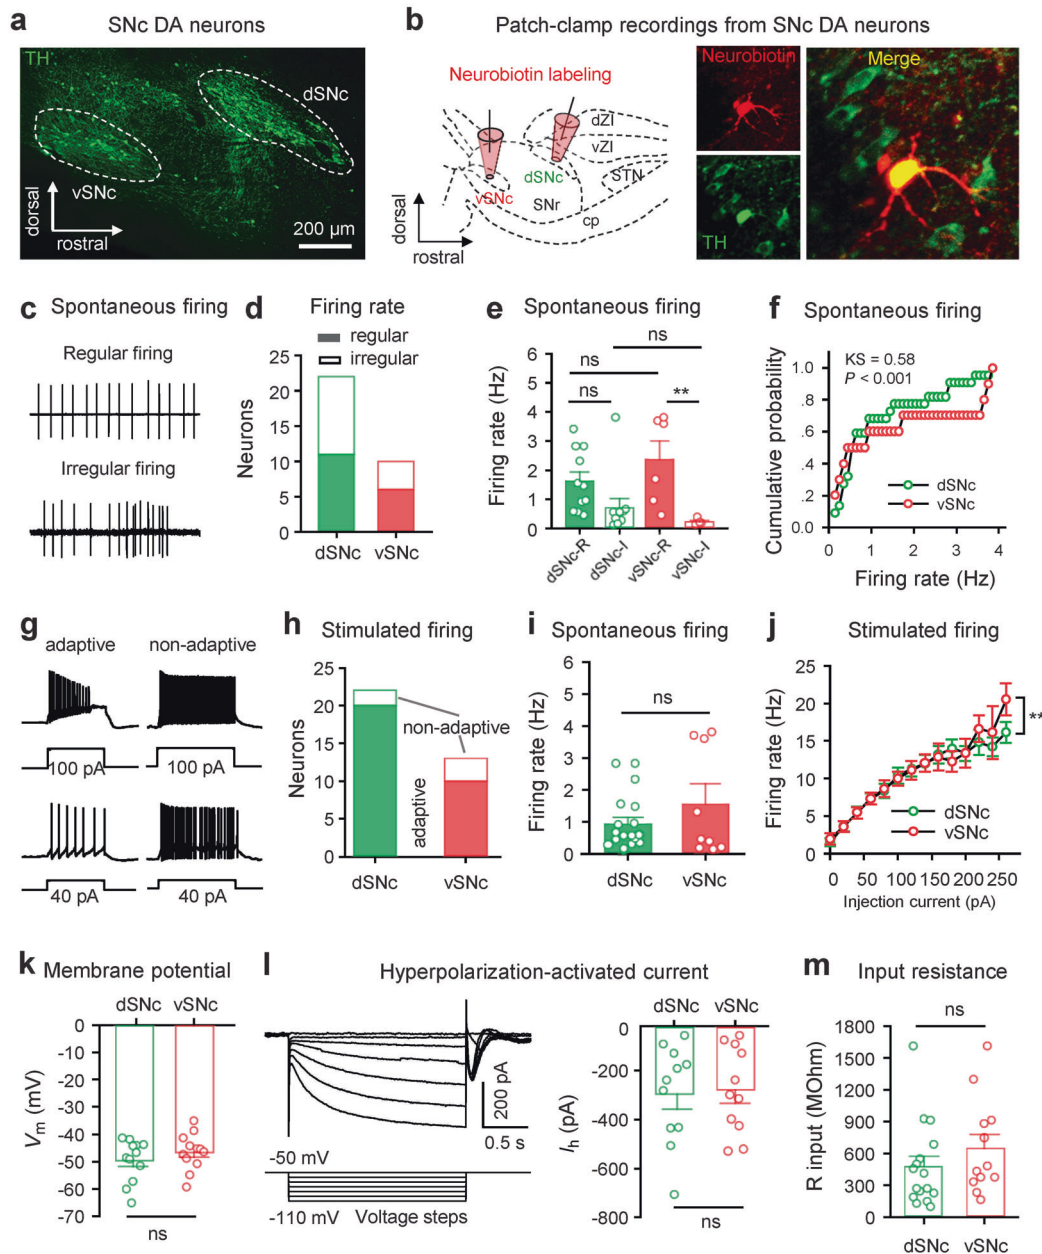 a SNc DA neurons
TH
dSNc
vSNc
dorsal
rostral
200 µm
b Patch-clamp recordings from SNc DA neurons
Neurobiotin labeling
dZI
vZI
dSNc
STN
vSNc
SNr
cp
dorsal
rostral
Neurobiotin
TH
Merge
c Spontaneous firing
Regular firing
Irregular firing
d Firing rate
regular
irregular
Neurons
25
20
15
10
5
0
dSNc vSNc
e Spontaneous firing
ns
ns
ns **
Firing rate (Hz)
6
5
4
3
2
1
0
dSNc-R dSNc-I vSNc-R vSNc-I
f Spontaneous firing
KS = 0.58
P < 0.001
Cumulative probability
1.0
.8
.6
.4
.2
0.0
dSNc
vSNc
0 1 2 3 4
Firing rate (Hz)
g
adaptive non-adaptive
100 pA 100 pA
40 pA 40 pA
h Stimulated firing
Neurons
25
20
15
10
5
0
non-adaptive
adaptive
dSNc vSNc
i Spontaneous firing
Firing rate (Hz)
6
5
4
3
2
1
0
ns
dSNc vSNc
j Stimulated firing
Firing rate (Hz)
25
20
15
10
5
0
**
dSNc
vSNc
0 50 100 150 200 250
Injection current (pA)
k Membrane potential
dSNc vSNc
Vm (mV)
0
-10
-20
-30
-40
-50
-60
-70
ns
l Hyperpolarization-activated current
200 pA
0.5 s
-50 mV
-110 mV Voltage steps
dSNc vSNc
Ih (pA)
0
-200
-400
-600
-800
ns
m Input resistance
R input (MOhm)
1800
1500
1200
900
600
300
0
ns
dSNc vSNc